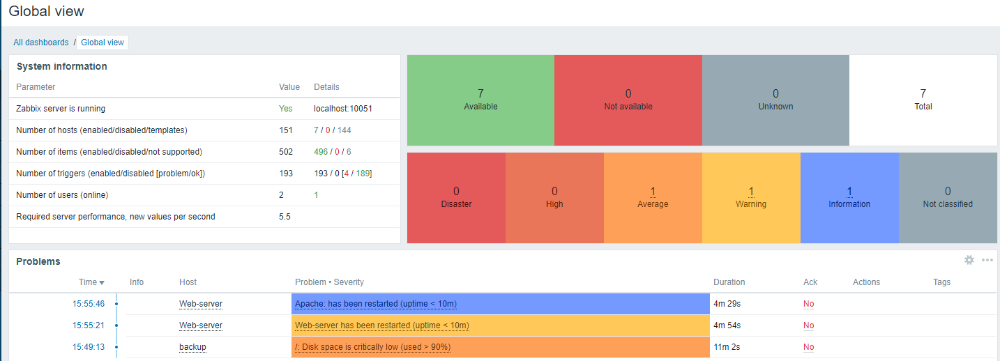 Global view
All dashboards / Global view
System information
Parameter Value Details
Zabbix server is running Yes localhost:10051
Number of hosts (enabled/disabled/templates) 151 7 / 0 / 144
Number of items (enabled/disabled/not supported) 502 496 / 0 / 6
Number of triggers (enabled/disabled [problem/ok]) 193 193 / 0 [4 / 189]
Number of users (online) 2 1
Required server performance, new values per second 5.5
7 0 0 7
Available Not available Unknown Total
0 0 1 1 1 0
Disaster High Average Warning Information Not classified
Problems
Time Info Host Problem • Severity Duration Ack Actions Tags
15:55:46 Web-server Apache: has been restarted (uptime < 10m) 4m 29s No
15:55:21 Web-server Web-server has been restarted (uptime < 10m) 4m 54s No
15:49:13 backup /: Disk space is critically low (used > 90%) 11m 2s No